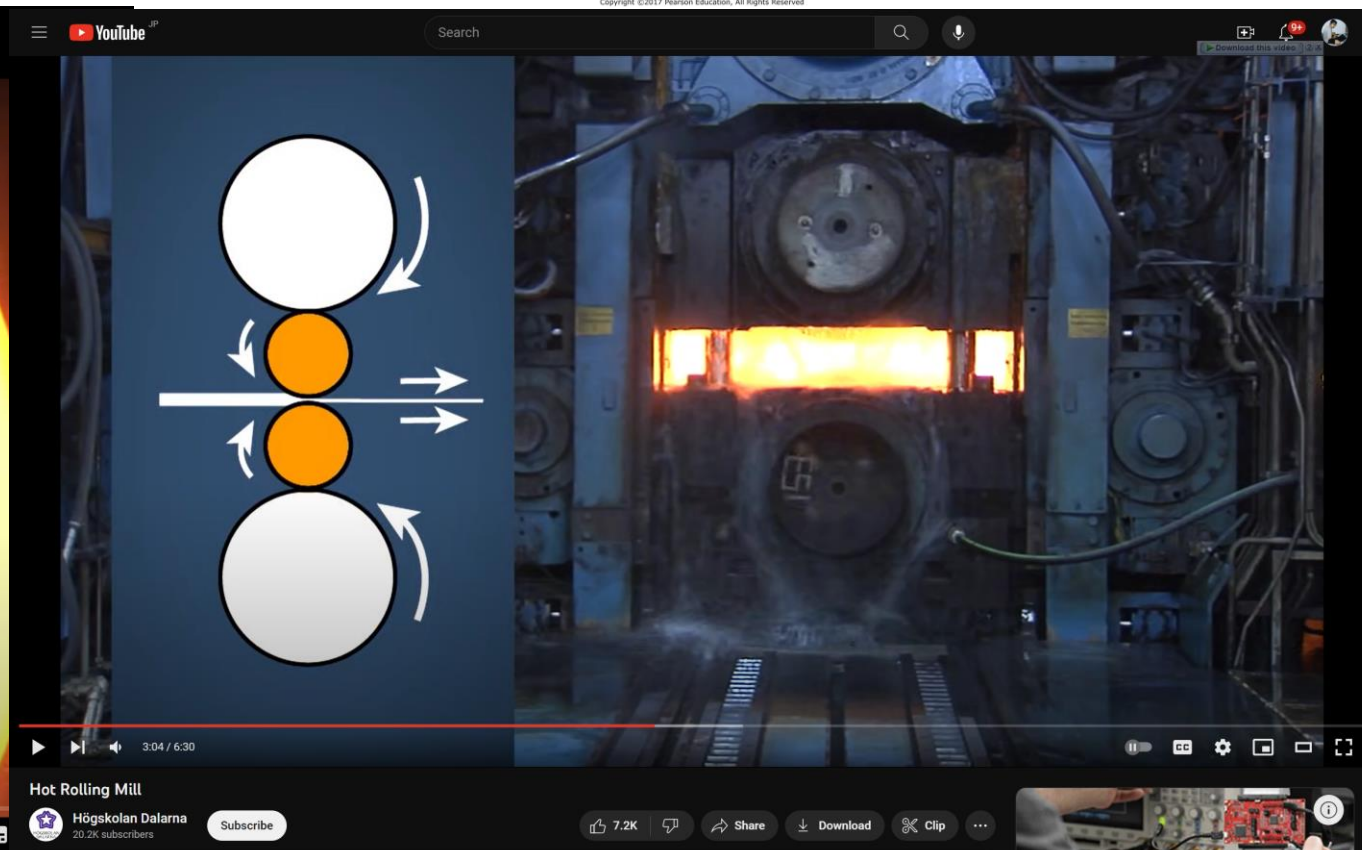 Copyright ©2017 Pearson Education, All Rights Reserved
YouTube JP
Search
9+
Download this video
3:04 / 6:30
CC
Hot Rolling Mill
Högskolan Dalarna
20.2K subscribers
Subscribe
7.2K
Share
Download
Clip